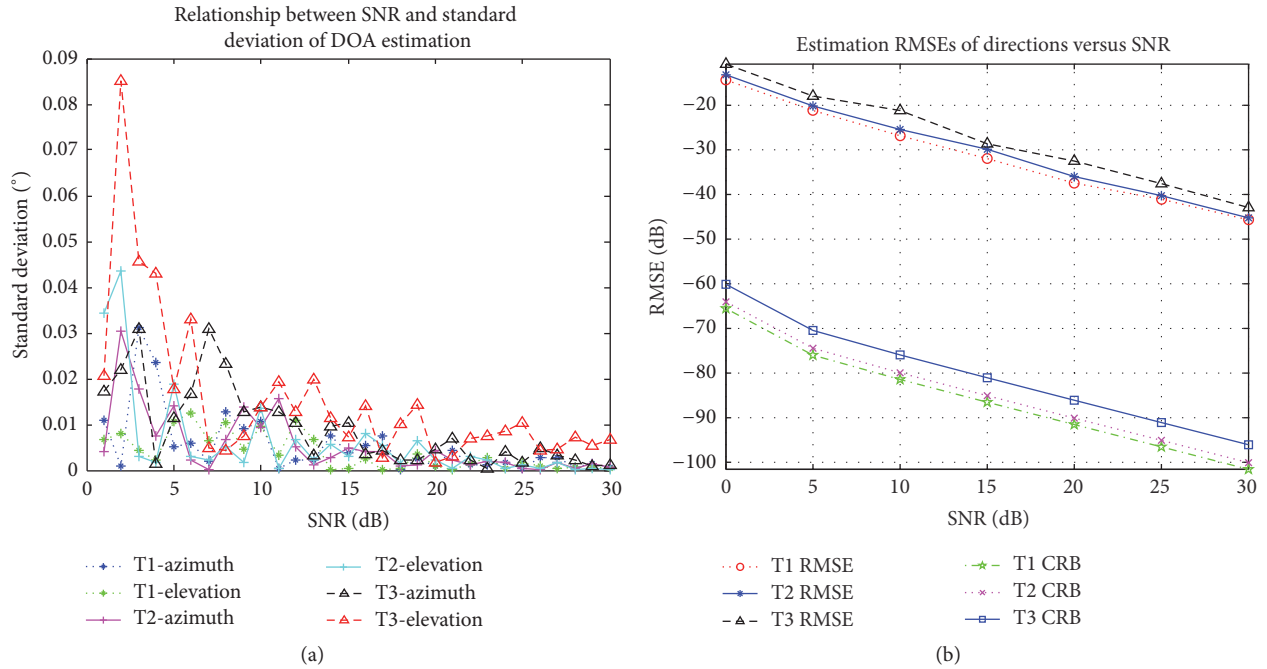 Relationship between SNR and standard
deviation of DOA estimation
0.09
0.08
0.07
0.06
0.05
0.04
0.03
0.02
0.01
0
Standard deviation (°)
0 5 10 15 20 25 30
SNR (dB)
T1-azimuth
T1-elevation
T2-azimuth
T2-elevation
T3-azimuth
T3-elevation
(a)
Estimation RMSEs of directions versus SNR
−20
−30
−40
−50
−60
−70
−80
−90
−100
RMSE (dB)
0 5 10 15 20 25 30
SNR (dB)
T1 RMSE
T2 RMSE
T3 RMSE
T1 CRB
T2 CRB
T3 CRB
(b)